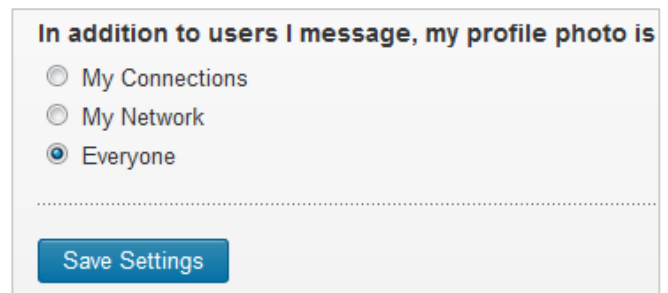 In addition to users I message, my profile photo is
My Connections
My Network
Everyone
Save Settings